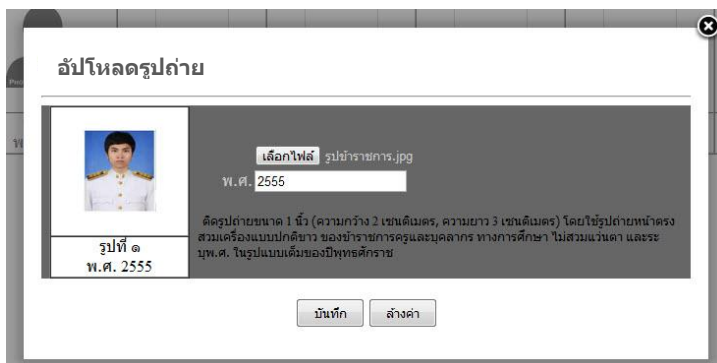 อัปโหลดรูปถ่าย
เลือกไฟล์ รูปข้าราชการ.jpg
พ.ศ. 2555
ติดรูปถ่ายขนาด 1 นิ้ว (ความกว้าง 2 เซนติเมตร, ความยาว 3 เซนติเมตร) โดยใช้รูปถ่ายหน้าตรง
สวมเครื่องแบบปกติขาว ของข้าราชการครูและบุคลากร ทางการศึกษา ไม่สวมแว่นตา และระ
บุพ.ศ. ในรูปแบบเต็มของปีพุทธศักราช
รูปที่ ๑
พ.ศ. 2555
บันทึก ล้างค่า